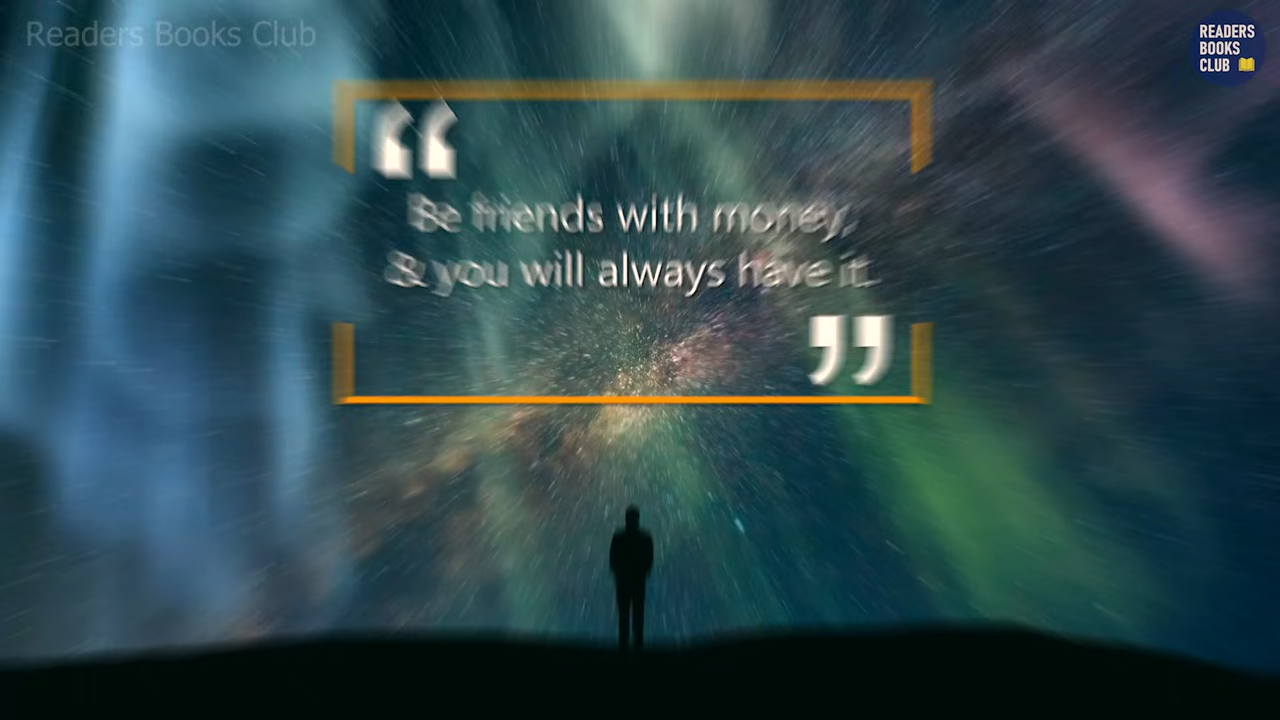 Readers Books Club
READERS
BOOKS
CLUB
“
Be friends with money,
& you will always have it.
”